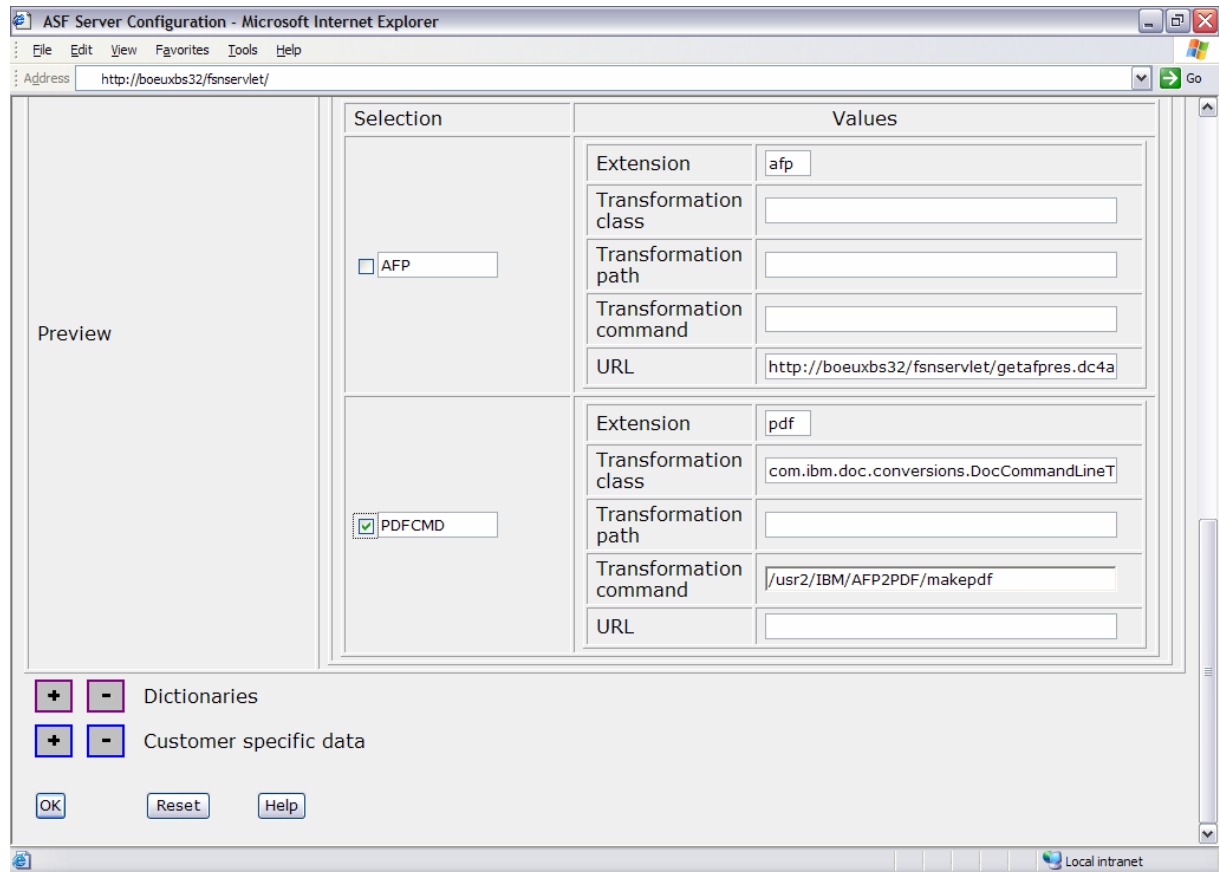 ASF Server Configuration - Microsoft Internet Explorer
File Edit View Favorites Tools Help
Address http://boeuxbs32/fsnservlet/ Go
Selection Values
Preview
AFP
Extension afp
Transformation class
Transformation path
Transformation command
URL http://boeuxbs32/fsnservlet/getafpres.dc4a
PDFCMD
Extension pdf
Transformation class com.ibm.doc.conversions.DocCommandLineT
Transformation path
Transformation command /usr2/IBM/AFP2PDF/makepdf
URL
+ - Dictionaries
+ - Customer specific data
OK Reset Help
Local intranet